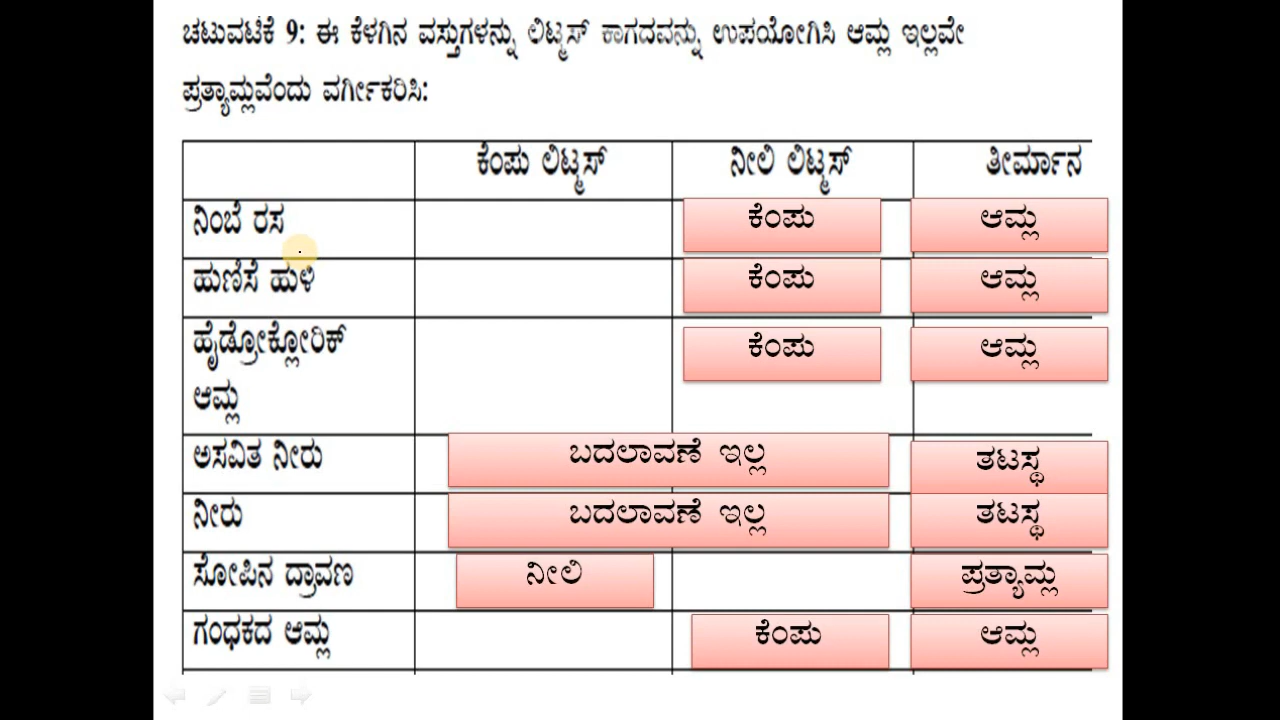 ಚಟುವಟಿಕೆ 9: ಈ ಕೆಳಗಿನ ವಸ್ತುಗಳನ್ನು ಲಿಟ್ಮಸ್ ಕಾಗದವನ್ನು ಉಪಯೋಗಿಸಿ ಆಮ್ಲ ಇಲ್ಲವೇ
ಪ್ರತ್ಯಾಮ್ಲವೆಂದು ವರ್ಗೀಕರಿಸಿ:
ಕೆಂಪು ಲಿಟ್ಮಸ್ ನೀಲಿ ಲಿಟ್ಮಸ್ ತೀರ್ಮಾನ
ನಿಂಬೆ ರಸ ಕೆಂಪು ಆಮ್ಲ
ಹುಣಿಸೆ ಹುಳಿ ಕೆಂಪು ಆಮ್ಲ
ಹೈಡ್ರೋಕ್ಲೋರಿಕ್ ಕೆಂಪು ಆಮ್ಲ
ಆಮ್ಲ
ಅಸವಿತ ನೀರು ಬದಲಾವಣೆ ಇಲ್ಲ ತಟಸ್ಥ
ನೀರು ಬದಲಾವಣೆ ಇಲ್ಲ ತಟಸ್ಥ
ಸೋಪಿನ ದ್ರಾವಣ ನೀಲಿ ಪ್ರತ್ಯಾಮ್ಲ
ಗಂಧಕದ ಆಮ್ಲ ಕೆಂಪು ಆಮ್ಲ